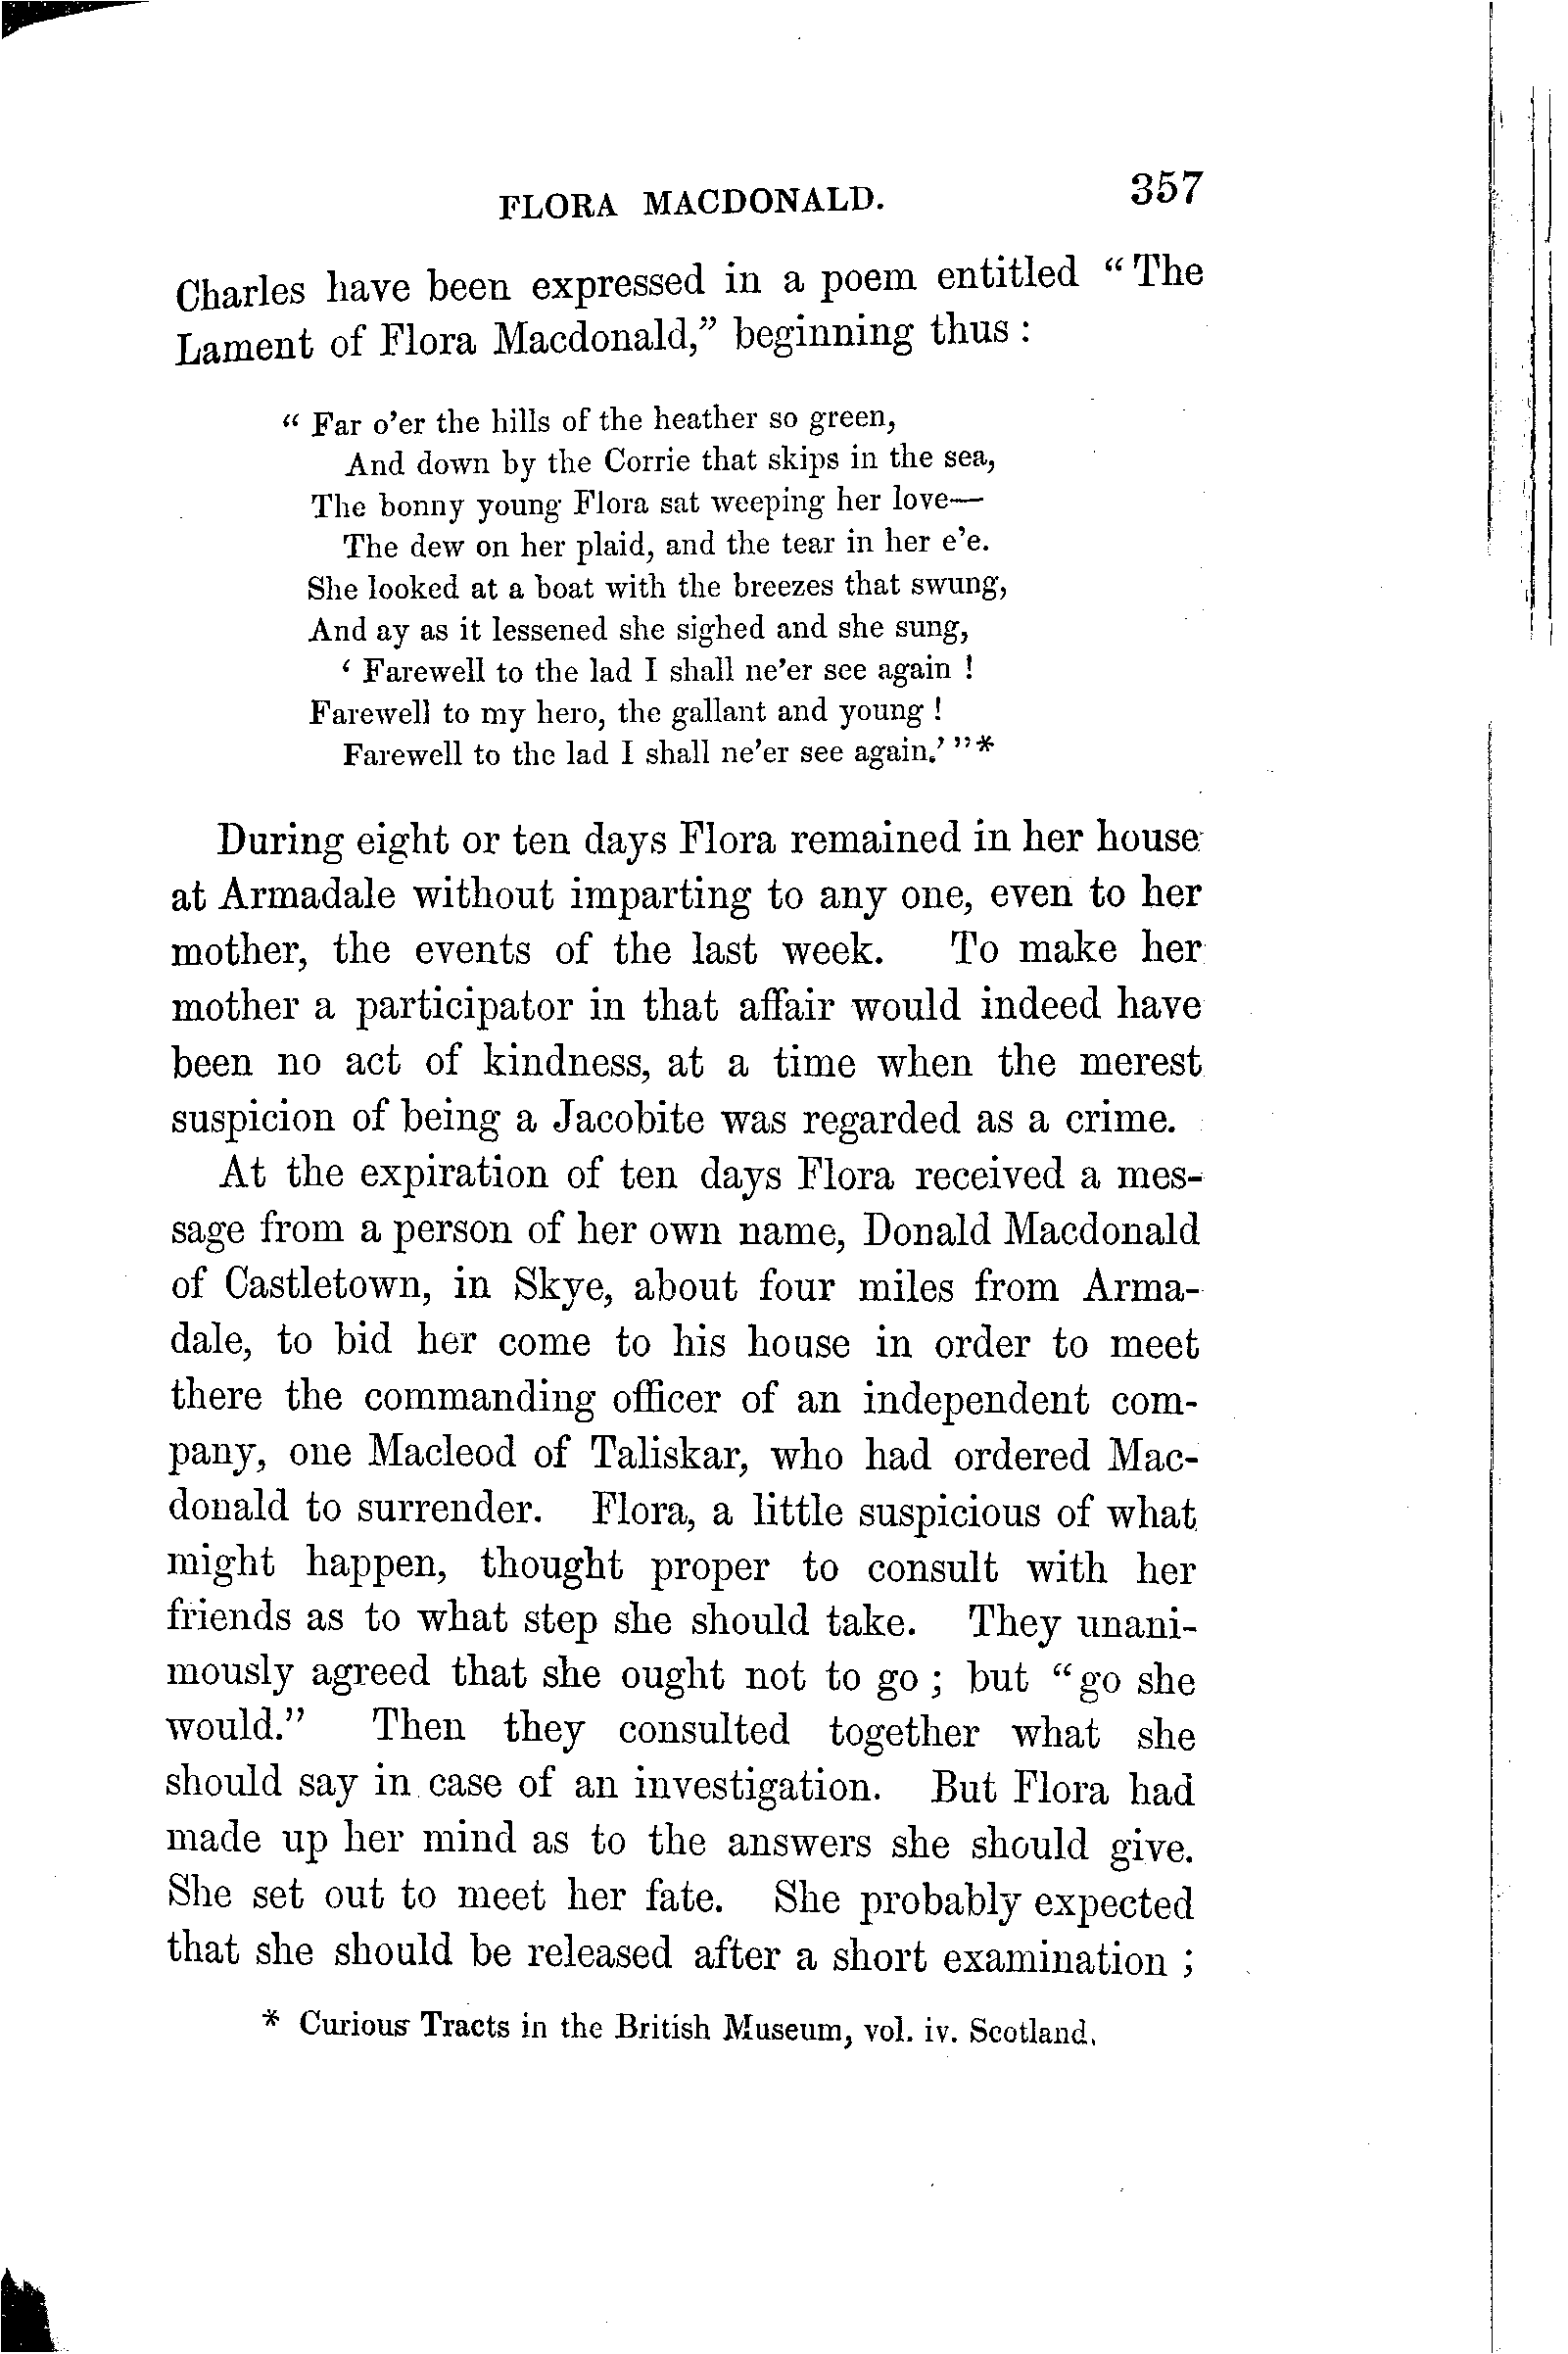 FLORA MACDONALD. 357
Charles have been expressed in a poem entitled “The
Lament of Flora Macdonald,” beginning thus :
“ Far o’er the hills of the heather so green,
And down by the Corrie that skips in the sea,
The bonny young Flora sat weeping her love—
The dew on her plaid, and the tear in her e’e.
She looked at a boat with the breezes that swung,
And ay as it lessened she sighed and she sung,
‘ Farewell to the lad I shall ne’er see again !
Farewell to my hero, the gallant and young !
Farewell to the lad I shall ne’er see again.’ ”*
During eight or ten days Flora remained in her house
at Armadale without imparting to any one, even to her
mother, the events of the last week. To make her
mother a participator in that affair would indeed have
been no act of kindness, at a time when the merest
suspicion of being a Jacobite was regarded as a crime.
At the expiration of ten days Flora received a mes-
sage from a person of her own name, Donald Macdonald
of Castletown, in Skye, about four miles from Arma-
dale, to bid her come to his house in order to meet
there the commanding officer of an independent com-
pany, one Macleod of Taliskar, who had ordered Mac-
donald to surrender. Flora, a little suspicious of what
might happen, thought proper to consult with her
friends as to what step she should take. They unani-
mously agreed that she ought not to go ; but “go she
would.” Then they consulted together what she
should say in case of an investigation. But Flora had
made up her mind as to the answers she should give.
She set out to meet her fate. She probably expected
that she should be released after a short examination ;
* Curious Tracts in the British Museum, vol. iv. Scotland.